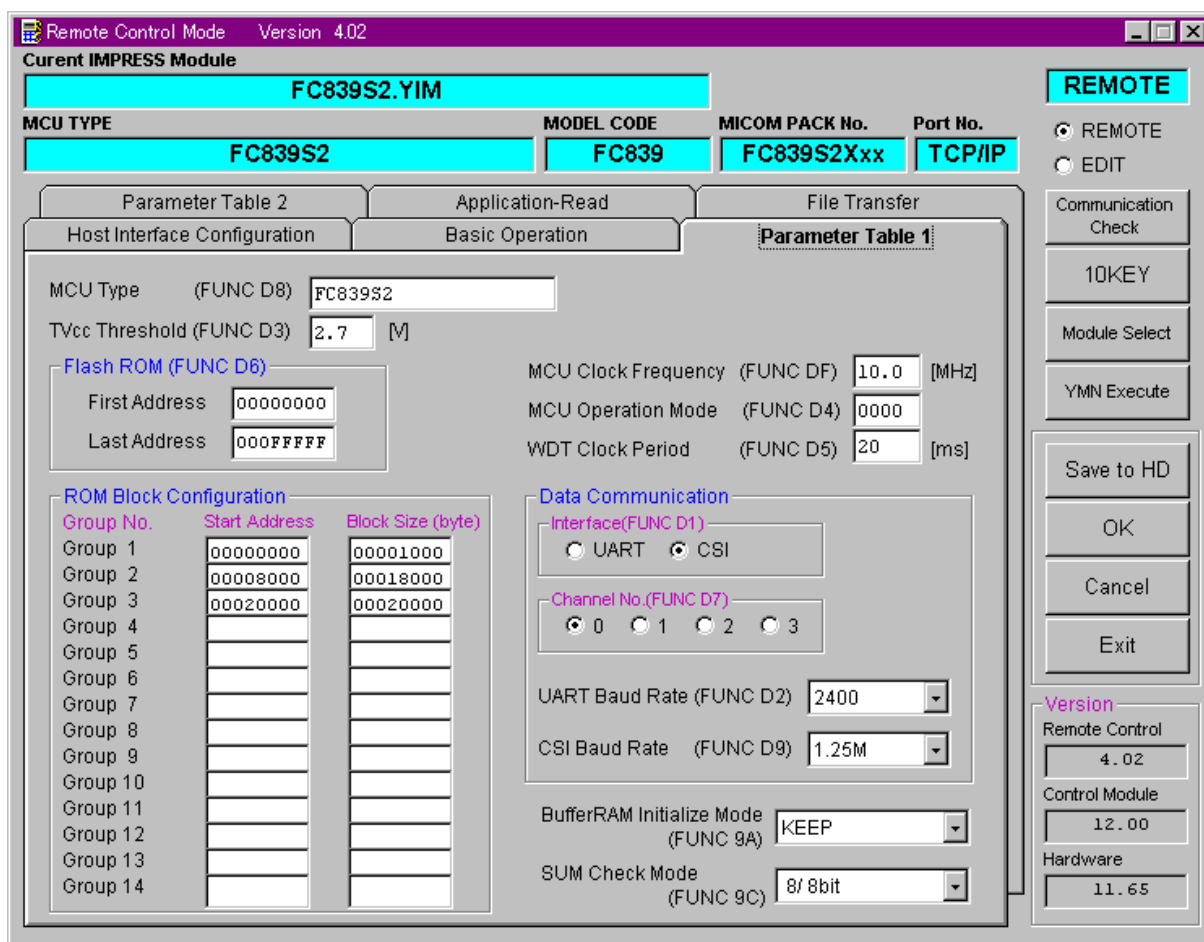 Remote Control Mode Version 4.02
Curent IMPRESS Module
FC839S2.YIM
REMOTE
MCU TYPE MODEL CODE MICOM PACK No. Port No.
FC839S2 FC839 FC839S2Xxx TCP/IP
REMOTE
EDIT
Parameter Table 2 Application-Read File Transfer
Host Interface Configuration Basic Operation Parameter Table 1
Communication
Check
10KEY
Module Select
YMN Execute
Save to HD
OK
Cancel
Exit
MCU Type (FUNC D8) FC839S2
TVcc Threshold (FUNC D3) 2.7 [V]
Flash ROM (FUNC D6)
First Address 00000000
Last Address 000FFFFF
MCU Clock Frequency (FUNC DF) 10.0 [MHz]
MCU Operation Mode (FUNC D4) 0000
WDT Clock Period (FUNC D5) 20 [ms]
ROM Block Configuration
Group No. Start Address Block Size (byte)
Group 1 00000000 00001000
Group 2 00008000 00018000
Group 3 00020000 00020000
Group 4
Group 5
Group 6
Group 7
Group 8
Group 9
Group 10
Group 11
Group 12
Group 13
Group 14
Data Communication
Interface(FUNC D1)
UART CSI
Channel No.(FUNC D7)
0 1 2 3
UART Baud Rate (FUNC D2) 2400
CSI Baud Rate (FUNC D9) 1.25M
BufferRAM Initialize Mode
(FUNC 9A) KEEP
SUM Check Mode
(FUNC 9C) 8/ 8bit
Version
Remote Control
4.02
Control Module
12.00
Hardware
11.65